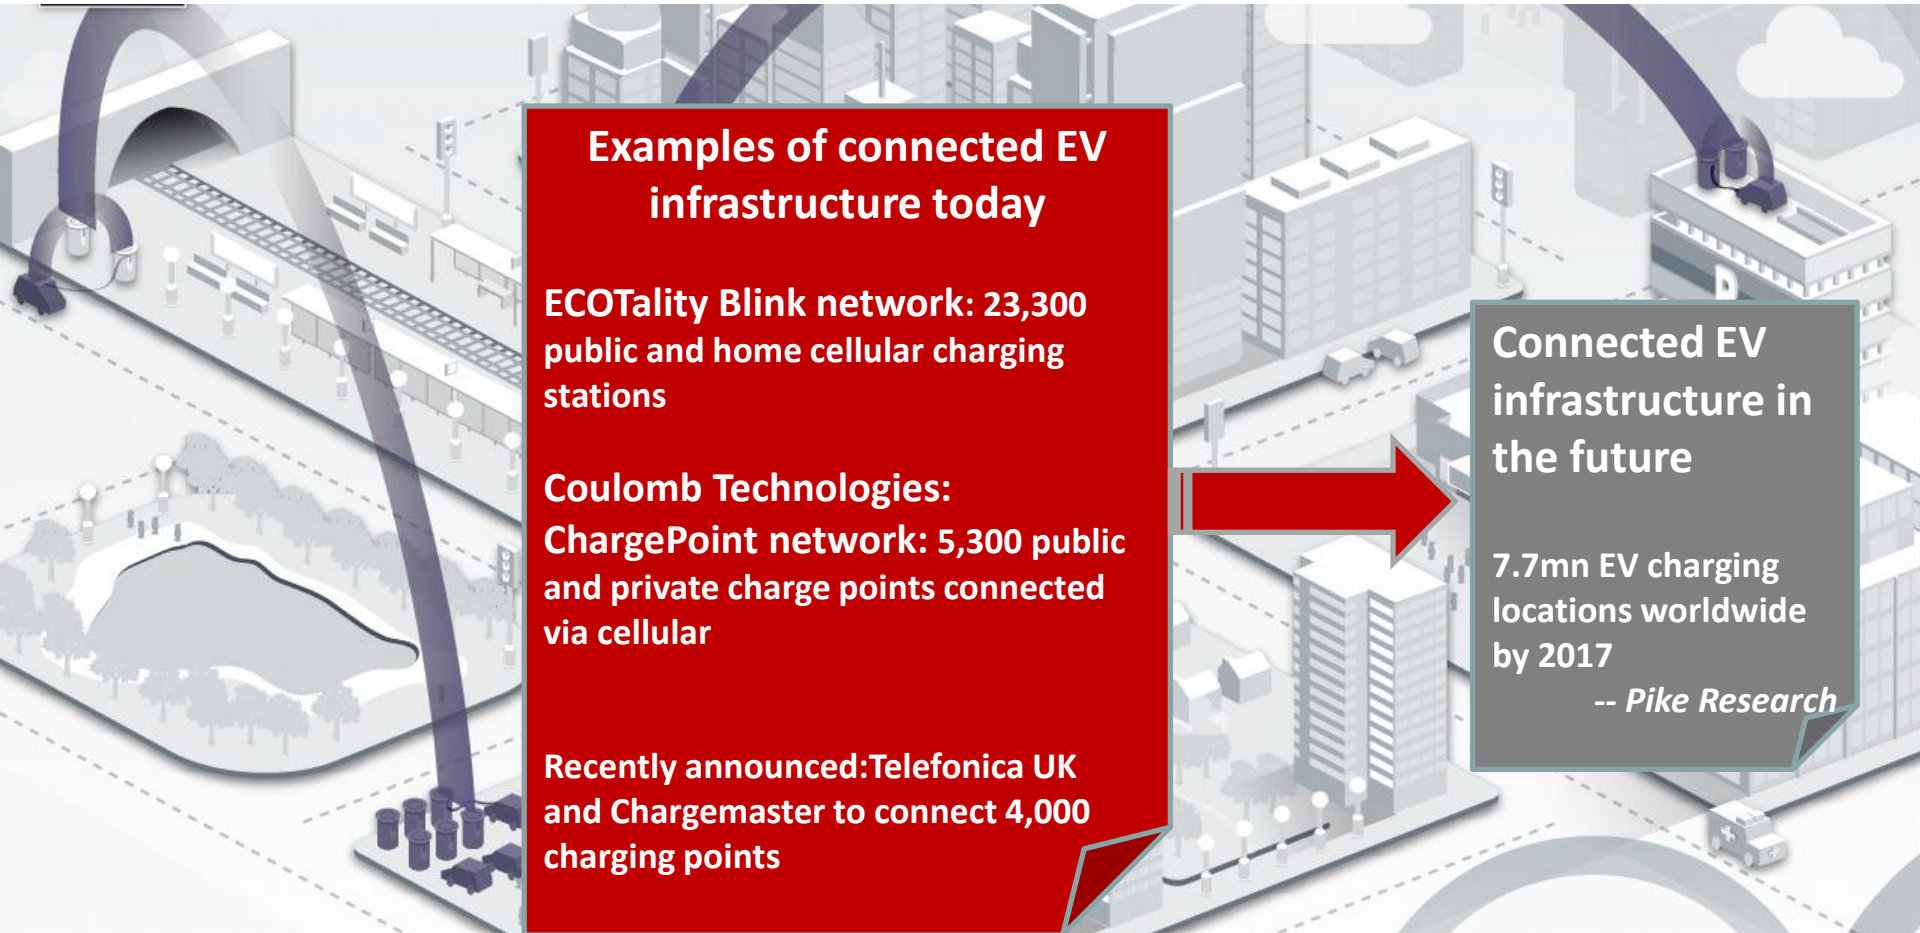 Examples of connected EV
infrastructure today
ECOTality Blink network: 23,300
public and home cellular charging
stations
Coulomb Technologies:
ChargePoint network: 5,300 public
and private charge points connected
via cellular
Recently announced:Telefonica UK
and Chargemaster to connect 4,000
charging points
Connected EV
infrastructure in
the future
7.7mn EV charging
locations worldwide
by 2017
-- Pike Research
P